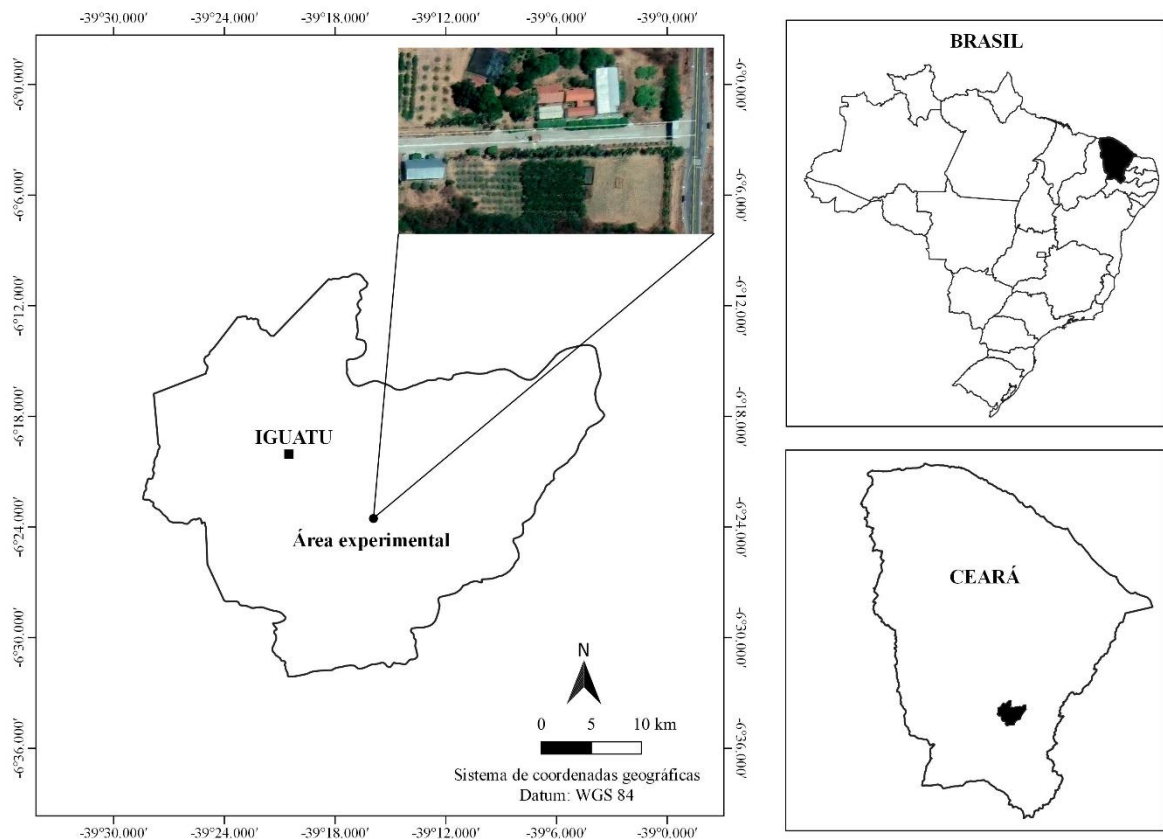 -39°30.000' -39°24.000' -39°18.000' -39°12.000' -39°6.000' -39°0.000'
-6°0.000'
-6°6.000'
-6°12.000'
-6°18.000'
-6°24.000'
-6°30.000'
-6°36.000'
IGUATU
Área experimental
N
0 5 10 km
Sistema de coordenadas geográficas
Datum: WGS 84
-6°0.000'
-6°6.000'
-6°12.000'
-6°18.000'
-6°24.000'
-6°30.000'
-6°36.000'
-39°30.000' -39°24.000' -39°18.000' -39°12.000' -39°6.000' -39°0.000'
BRASIL
CEARÁ